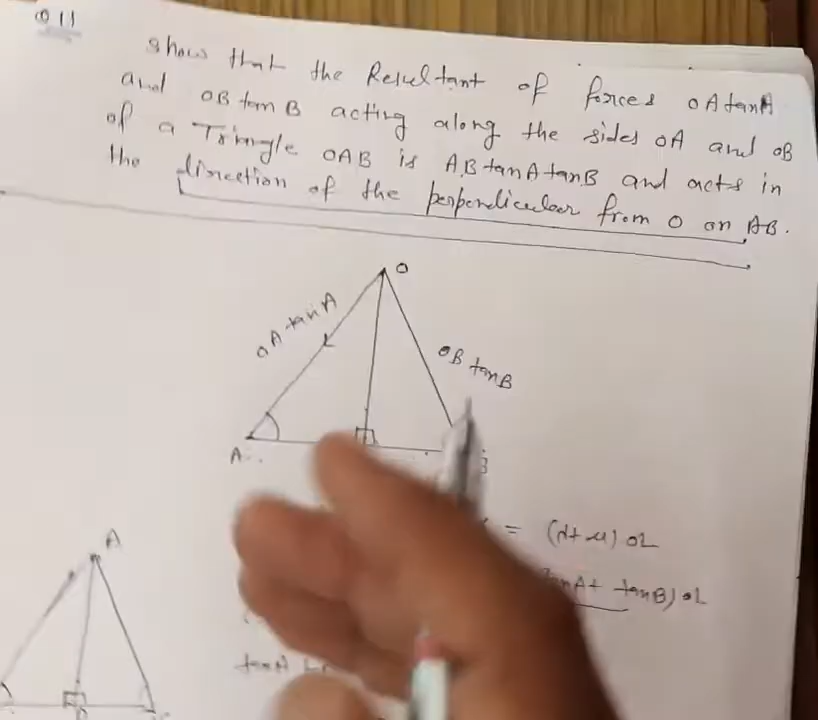 Q11
Show that the Resultant of forces OA tanA
and OB tan B acting along the sides OA and OB
of a Triangle OAB is AB tanA tanB and acts in
the direction of the perpendicular from O on AB.
O
OA tan A
OB tanB
A
B
= (λ+μ) OL
tanA + tanB) OL
A
tanA